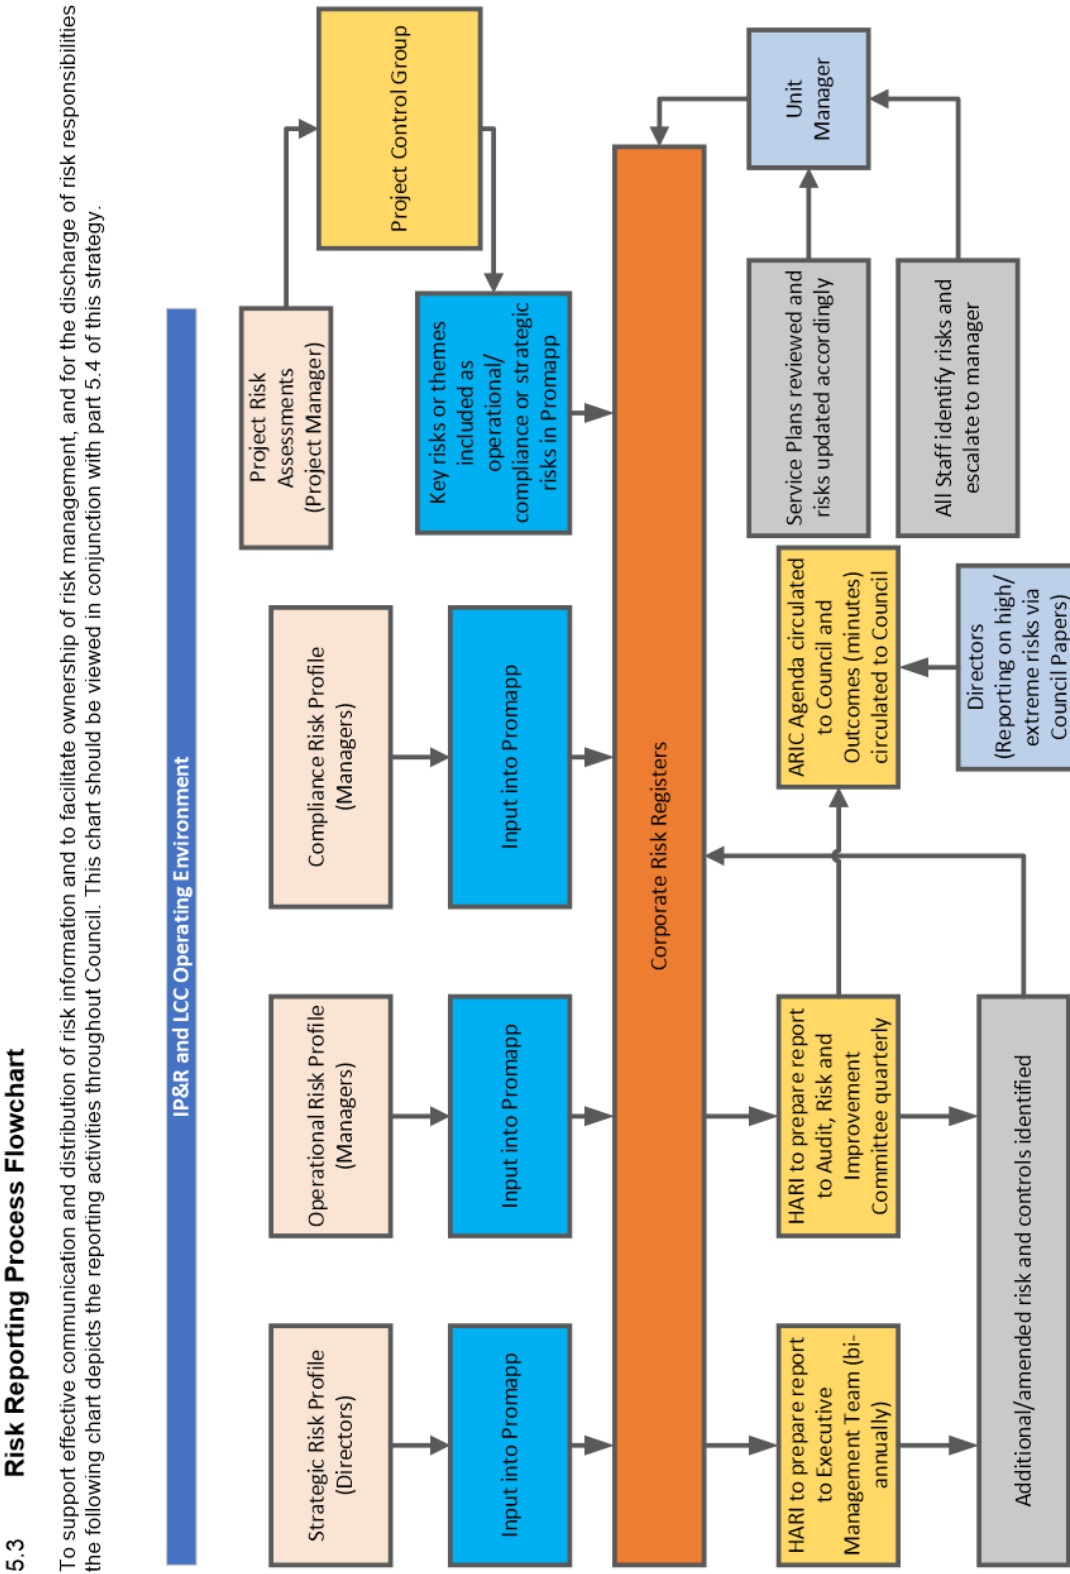 5.3 Risk Reporting Process Flowchart
To support effective communication and distribution of risk information and to facilitate ownership of risk management, and for the discharge of risk responsibilities
the following chart depicts the reporting activities throughout Council. This chart should be viewed in conjunction with part 5.4 of this strategy.
IP&R and LCC Operating Environment
Strategic Risk Profile
(Directors)
Operational Risk Profile
(Managers)
Compliance Risk Profile
(Managers)
Project Risk
Assessments
(Project Manager)
Project Control Group
Input into Promapp
Input into Promapp
Input into Promapp
Key risks or themes
included as
operational/
compliance or strategic
risks in Promapp
Corporate Risk Registers
HARI to prepare report
to Executive
Management Team (bi-
annually)
HARI to prepare report
to Audit, Risk and
Improvement
Committee quarterly
ARIC Agenda circulated
to Council and
Outcomes (minutes)
circulated to Council
Service Plans reviewed and
risks updated accordingly
Unit
Manager
Additional/amended risk and controls identified
Directors
(Reporting on high/
extreme risks via
Council Papers)
All Staff identify risks and
escalate to manager